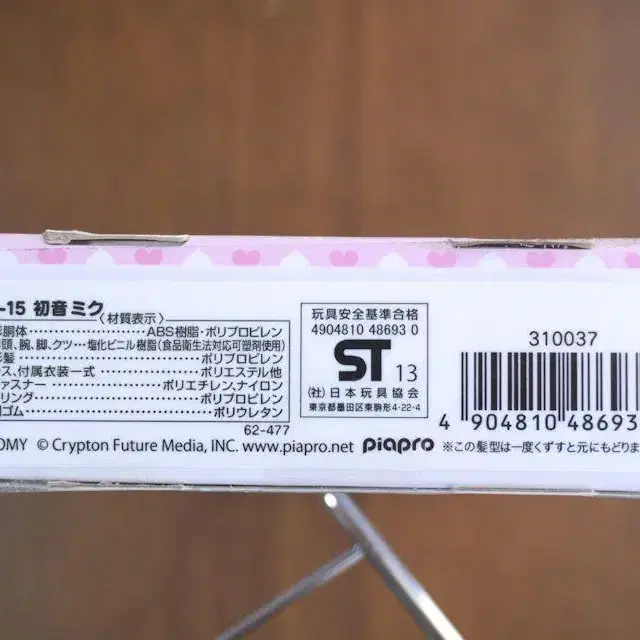 -15 初音ミク
〈材質表示〉
胴体……ABS樹脂・ポリプロピレン
頭、腕、脚、クツ…塩化ビニル樹脂(食品衛生法対応可塑剤使用)
髪……ポリプロピレン
ス、付属衣装一式……ポリエステル他
ァスナー……ポリエチレン,ナイロン
リング……ポリプロピレン
ゴム……ポリウレタン
62-477
OMY © Crypton Future Media, INC. www.piapro.net piapro
玩具安全基準合格
4904810 48693 0
ST 13
(社)日本玩具協会
東京都墨田区東駒形4-22-4
310037
4 904810 48693
※この髪型は一度くずすと元にもどりま